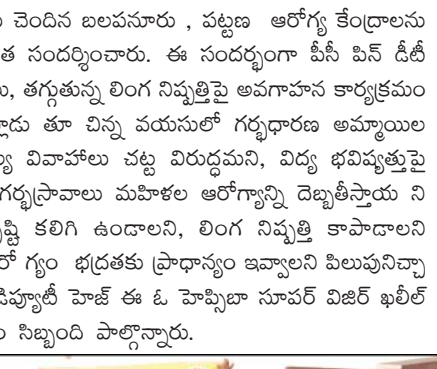 చెందిన బలపనూరు , పట్టణ ఆరోగ్య కేంద్రాలను
త సందర్శించారు. ఈ సందర్భంగా పీసీ పిన్ డీటీ
తగ్గుతున్న లింగ నిష్పత్తిపై అవగాహన కార్యక్రమం
తూ చిన్న వయసులో గర్భధారణ అమ్మాయిల
వివాహాలు చట్ట విరుద్ధమని, విద్య భవిష్యత్తుపై
గర్భస్రావాలు మహిళల ఆరోగ్యాన్ని దెబ్బతీస్తాయ ని
కలిగి ఉండాలని, లింగ నిష్పత్తి కాపాడాలని
రో గ్యం భద్రతకు ప్రాధాన్యం ఇవ్వాలని పిలుపునిచ్చా
డిప్యూటీ హెజ్ ఈ ఓ హెప్సిబా సూపర్ విజిర్ ఖలీల్
సిబ్బంది పాల్గొన్నారు.